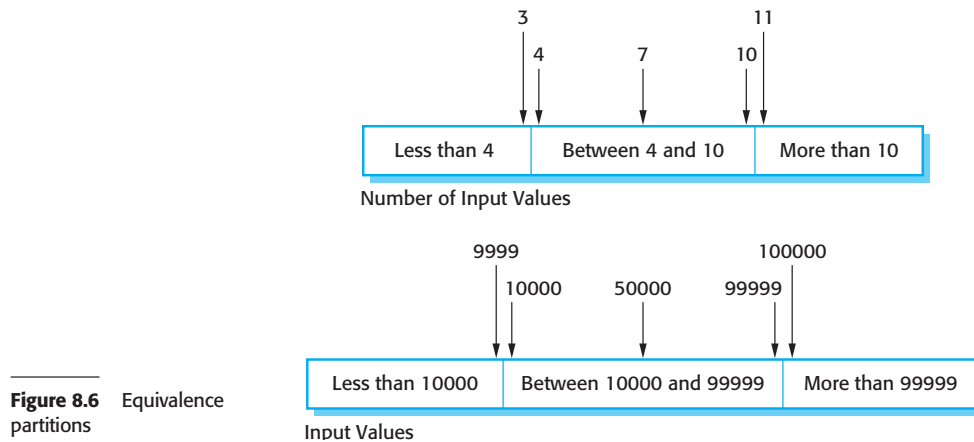 3
11
4
7
10
Less than 4
Between 4 and 10
More than 10
Number of Input Values
9999
100000
10000
50000
99999
Less than 10000
Between 10000 and 99999
More than 99999
Input Values
Figure 8.6 Equivalence
partitions